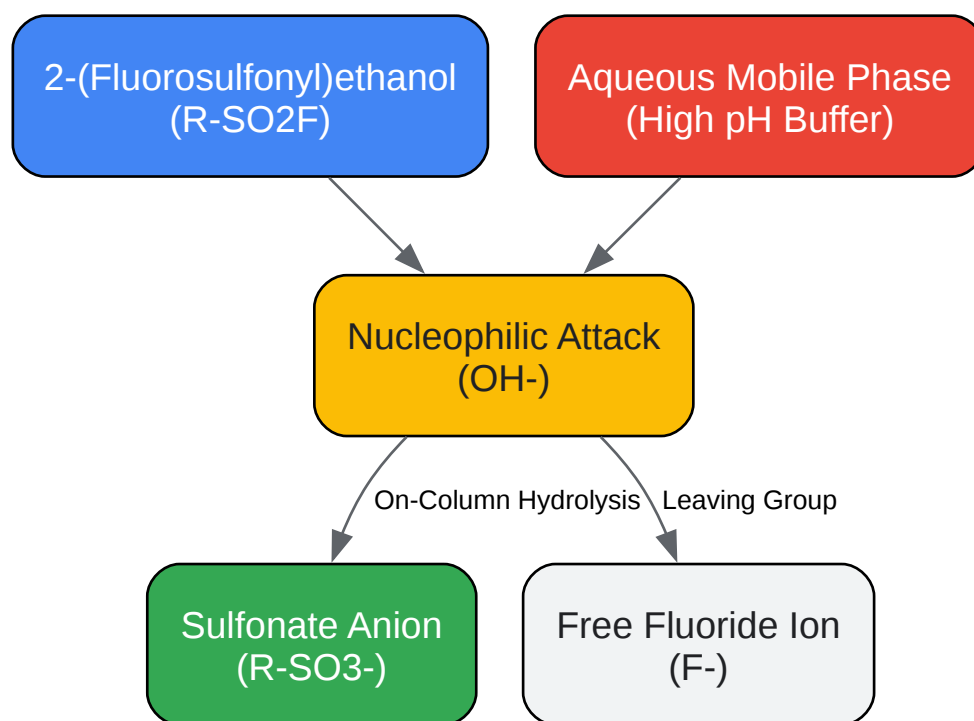 2-(Fluorosulfonyl)ethanol
(R-SO2F)
Aqueous Mobile Phase
(High pH Buffer)
Nucleophilic Attack
(OH-)
On-Column Hydrolysis
Leaving Group
Sulfonate Anion
(R-SO3-)
Free Fluoride Ion
(F-)